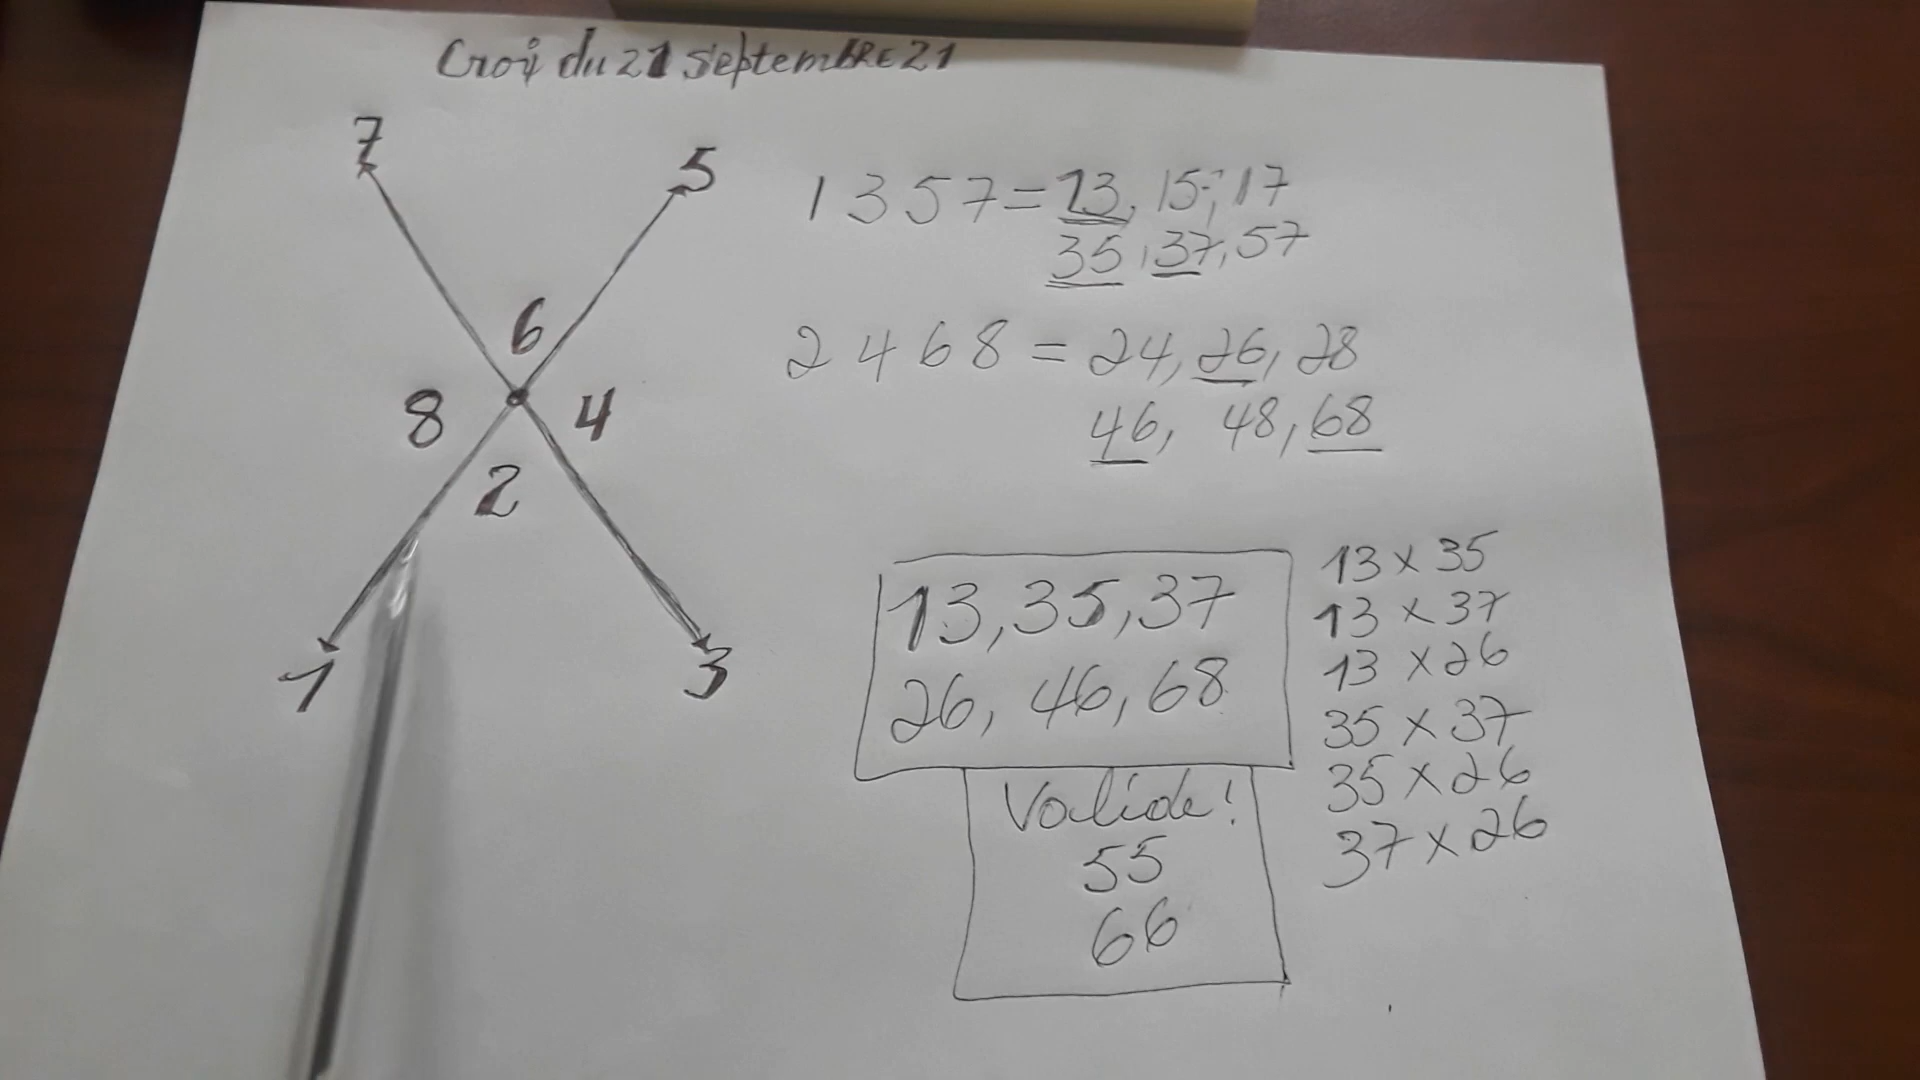 Croix du 21 septembre 21
7
5
6
8
4
2
1
3
1 3 5 7 = 13, 15, 17
35, 37, 57
2 4 6 8 = 24, 26, 28
46, 48, 68
13, 35, 37
26, 46, 68
Valide!
55
66
13 x 35
13 x 37
13 x 26
35 x 37
35 x 26
37 x 26